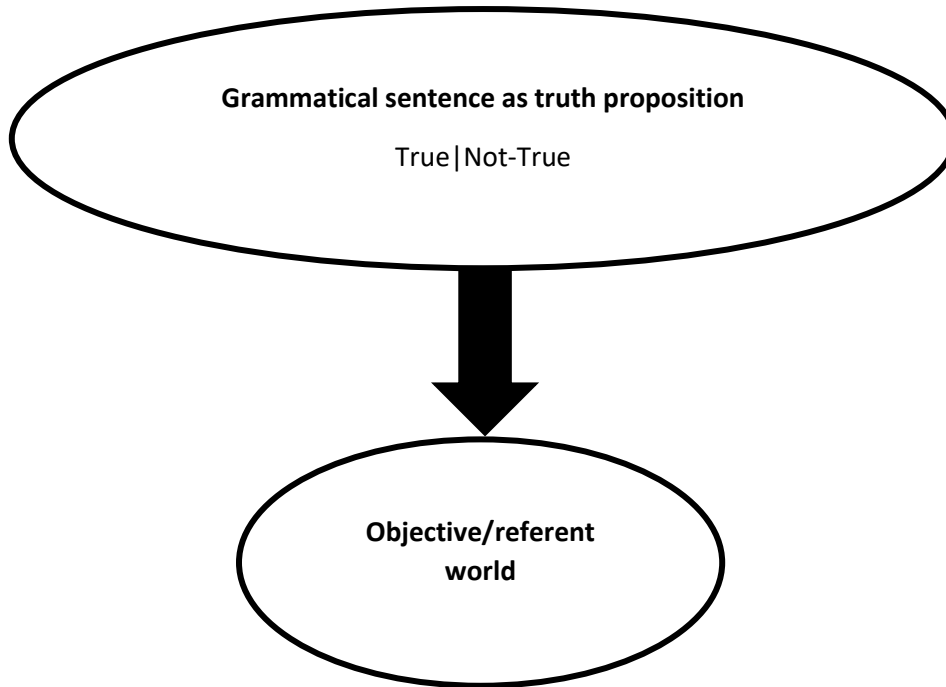 Grammatical sentence as truth proposition
True|Not-True
Objective/referent
world